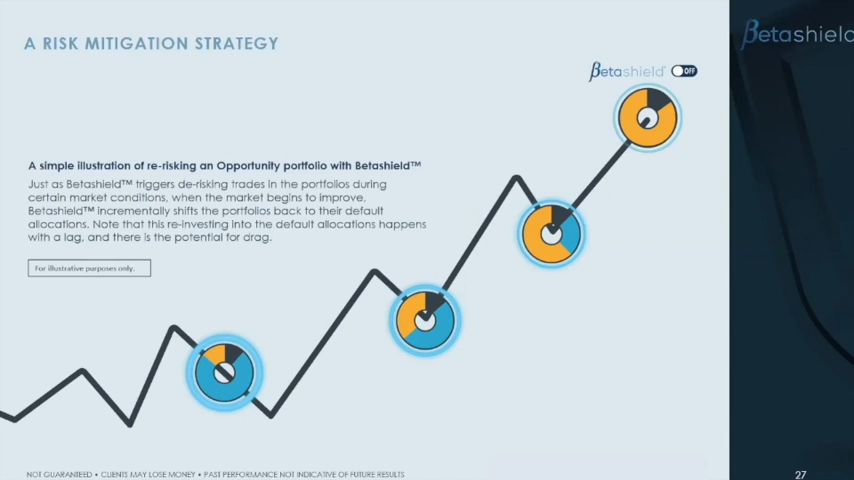 A RISK MITIGATION STRATEGY
βetashield
βetashield OFF
A simple illustration of re-risking an Opportunity portfolio with Betashield™
Just as Betashield™ triggers de-risking trades in the portfolios during
certain market conditions, when the market begins to improve,
Betashield™ incrementally shifts the portfolios back to their default
allocations. Note that this re-investing into the default allocations happens
with a lag, and there is the potential for drag.
For illustrative purposes only.
NOT GUARANTEED • CLIENTS MAY LOSE MONEY • PAST PERFORMANCE NOT INDICATIVE OF FUTURE RESULTS
27